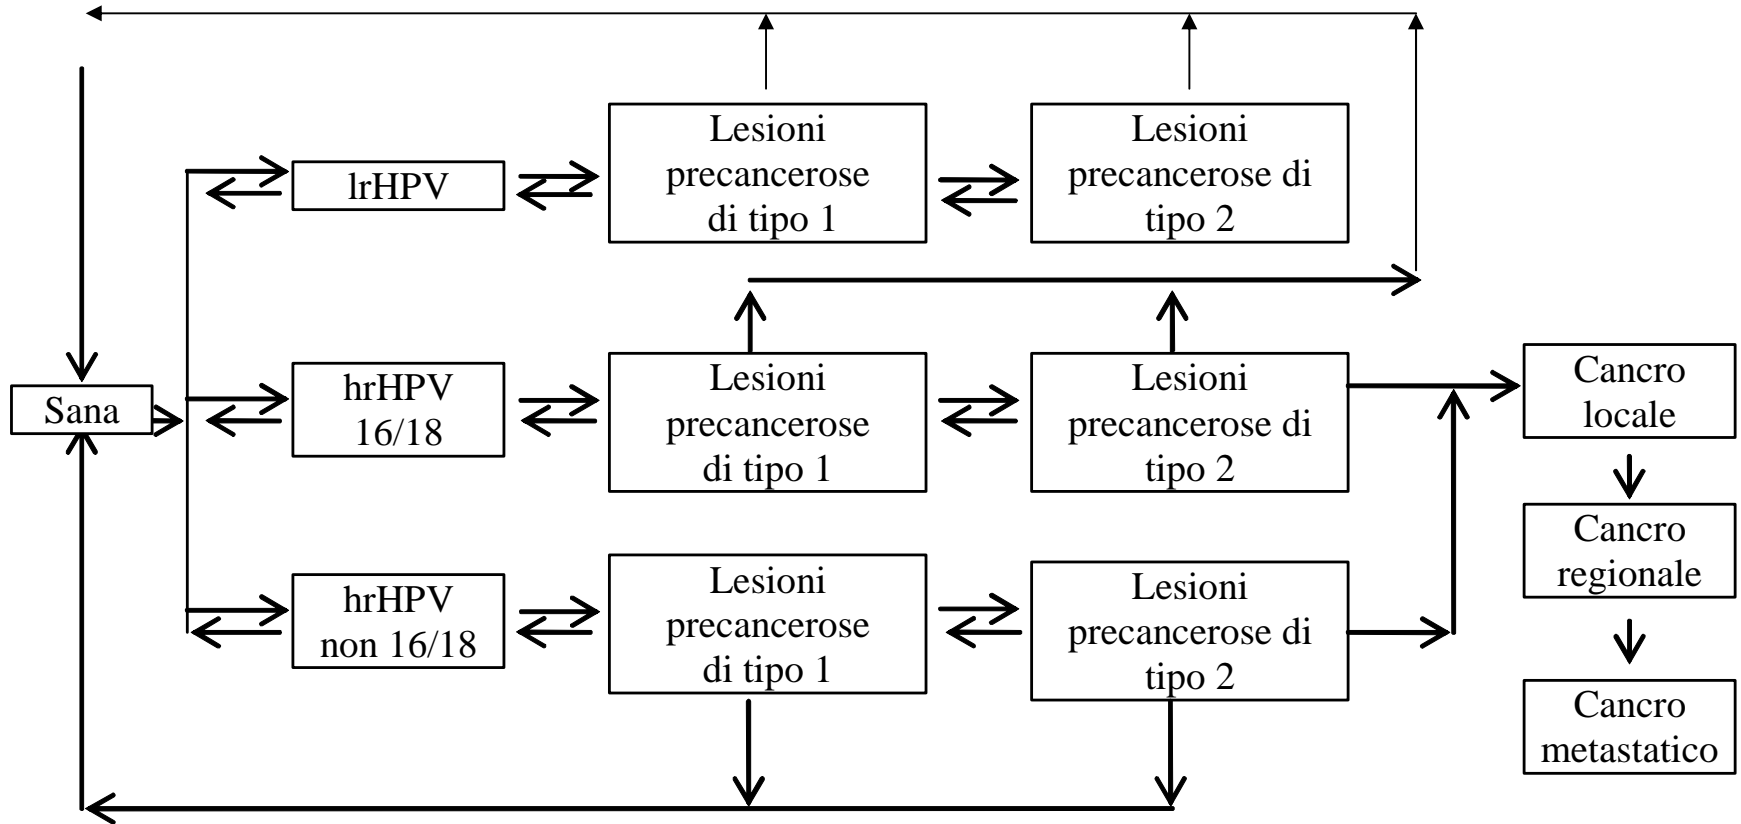 lrHPV
Lesioni
precancerose
di tipo 1
Lesioni
precancerose di
tipo 2
Sana
hrHPV
16/18
Lesioni
precancerose
di tipo 1
Lesioni
precancerose di
tipo 2
Cancro
locale
hrHPV
non 16/18
Lesioni
precancerose
di tipo 1
Lesioni
precancerose di
tipo 2
Cancro
regionale
Cancro
metastatico